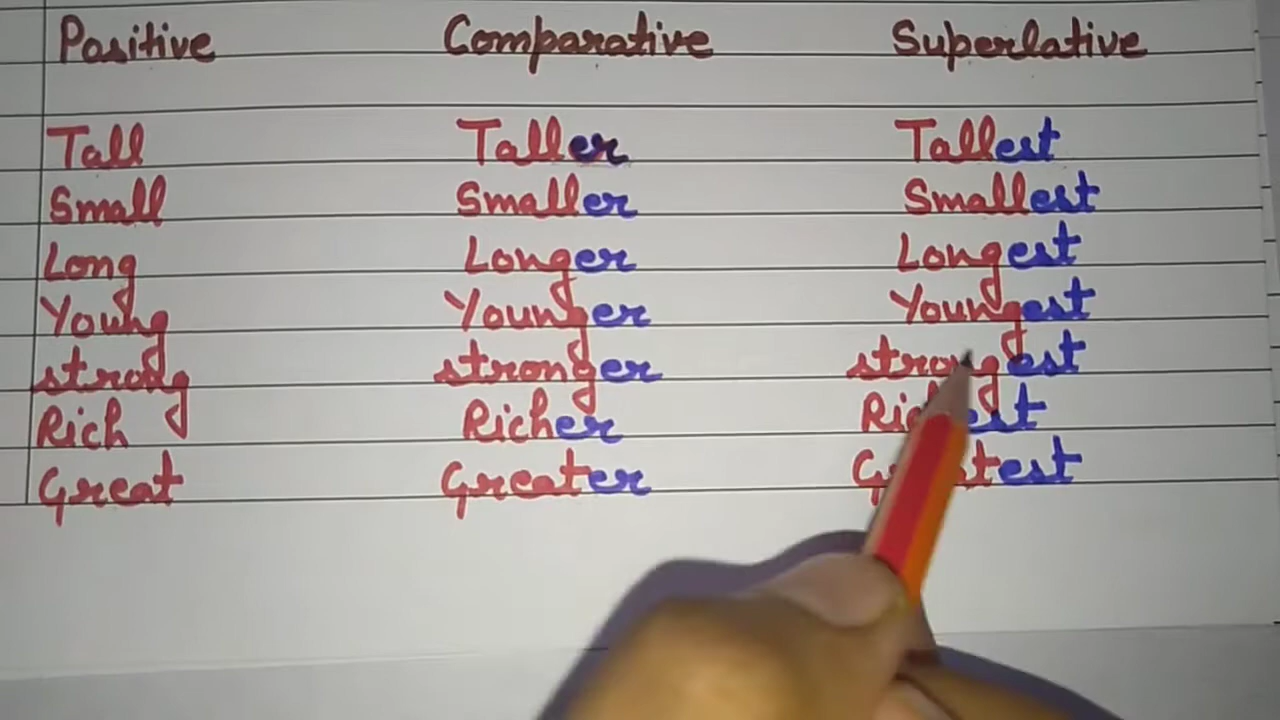 Positive Comparative Superlative
Tall Taller Tallest
Small Smaller Smallest
Long Longer Longest
Young Younger Youngest
strong stronger strongest
Rich Richer
Great Greater